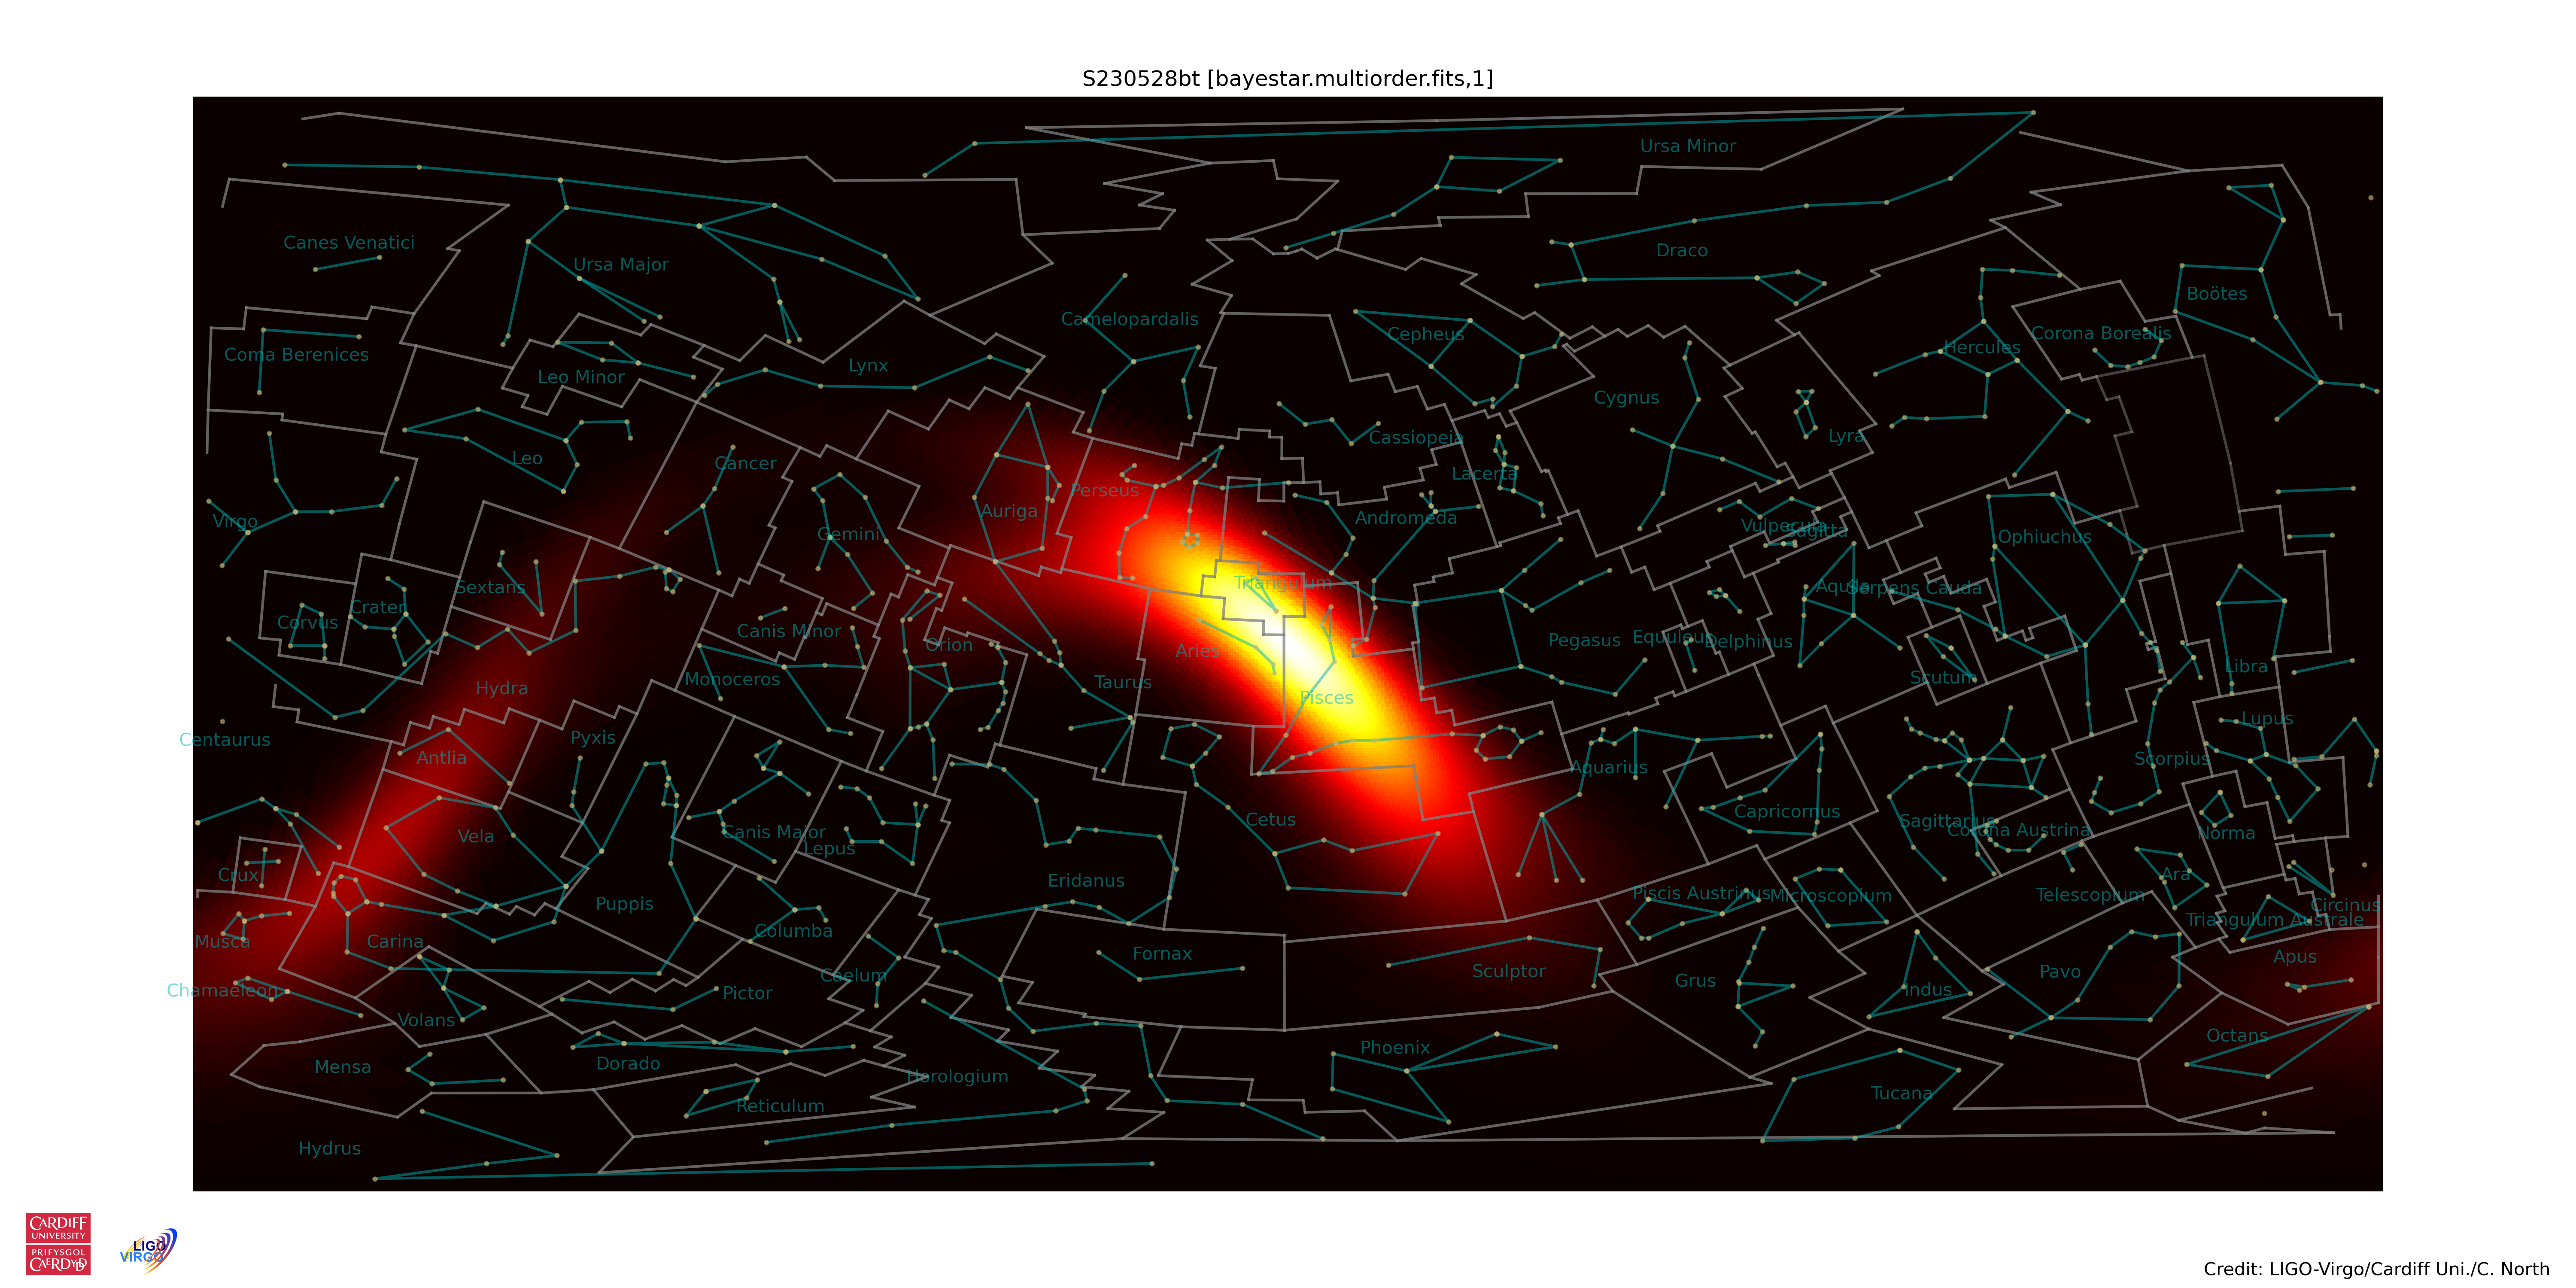 S230528bt [bayestar.multiorder.fits,1]
Ursa Minor
Canes Venatici
Ursa Major
Draco
Boötes
Camelopardalis
Cepheus
Corona Borealis
Hercules
Coma Berenices
Leo Minor
Lynx
Cygnus
Cassiopeia
Lyra
Leo
Cancer
Lacerta
Perseus
Auriga
Andromeda
Virgo
Gemini
Vulpecula
Sagitta
Ophiuchus
Sextans
Triangulum
Aquila
Serpens Cauda
Crater
Corvus
Canis Minor
Orion
Aries
Pegasus
Equuleus
Delphinus
Libra
Hydra
Monoceros
Taurus
Pisces
Scutum
Lupus
Centaurus
Pyxis
Antlia
Aquarius
Scorpius
Vela
Canis Major
Lepus
Cetus
Capricornus
Sagittarius
Corona Austrina
Norma
Crux
Puppis
Eridanus
Piscis Austrinus
Microscopium
Telescopium
Ara
Circinus
Triangulum Australe
Musca
Carina
Columba
Fornax
Caelum
Sculptor
Grus
Indus
Pavo
Apus
Chamaeleon
Pictor
Volans
Octans
Mensa
Dorado
Phoenix
Horologium
Reticulum
Tucana
Hydrus
CARDIFF
UNIVERSITY
PRIFYSGOL
CAERDYDD
LIGO
VIRGO
Credit: LIGO-Virgo/Cardiff Uni./C. North